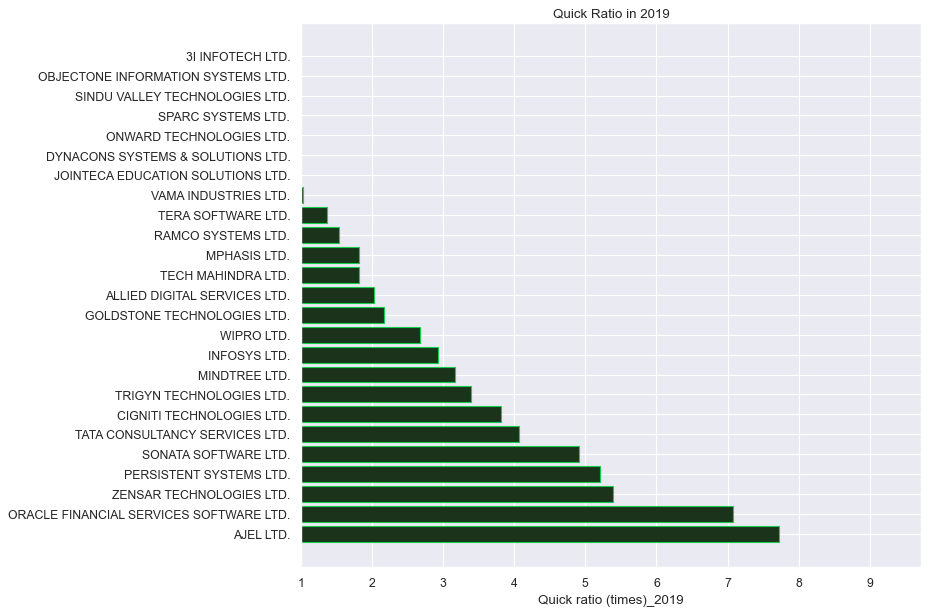 Quick Ratio in 2019
3I INFOTECH LTD.
OBJECTONE INFORMATION SYSTEMS LTD.
SINDU VALLEY TECHNOLOGIES LTD.
SPARC SYSTEMS LTD.
ONWARD TECHNOLOGIES LTD.
DYNACONS SYSTEMS & SOLUTIONS LTD.
JOINTECA EDUCATION SOLUTIONS LTD.
VAMA INDUSTRIES LTD.
TERA SOFTWARE LTD.
RAMCO SYSTEMS LTD.
MPHASIS LTD.
TECH MAHINDRA LTD.
ALLIED DIGITAL SERVICES LTD.
GOLDSTONE TECHNOLOGIES LTD.
WIPRO LTD.
INFOSYS LTD.
MINDTREE LTD.
TRIGYN TECHNOLOGIES LTD.
CIGNITI TECHNOLOGIES LTD.
TATA CONSULTANCY SERVICES LTD.
SONATA SOFTWARE LTD.
PERSISTENT SYSTEMS LTD.
ZENSAR TECHNOLOGIES LTD.
ORACLE FINANCIAL SERVICES SOFTWARE LTD.
AJEL LTD.
1 2 3 4 5 6 7 8 9
Quick ratio (times)_2019